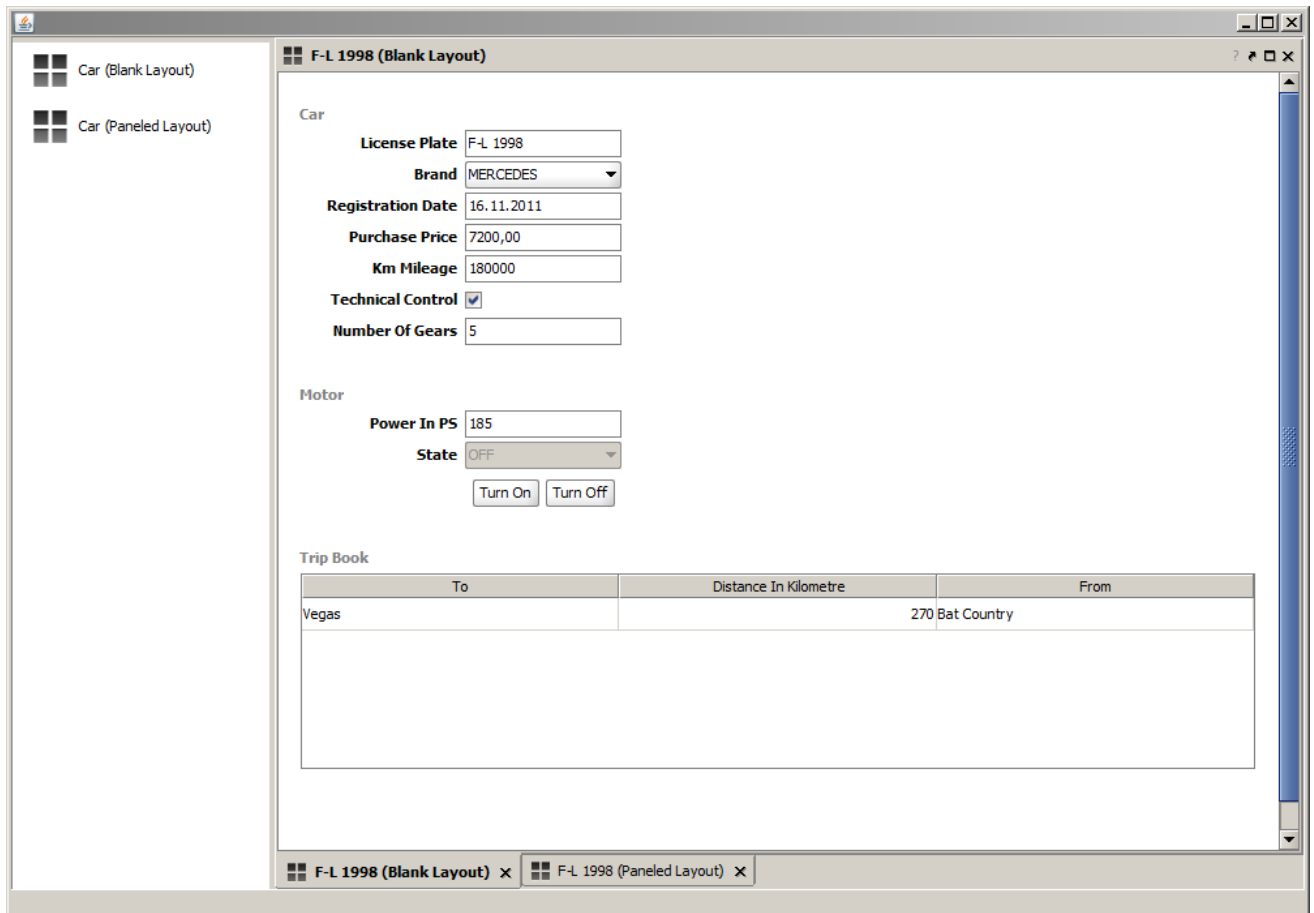 Car (Blank Layout)
Car (Paneled Layout)
F-L 1998 (Blank Layout)
?
Car
License Plate F-L 1998
Brand MERCEDES
Registration Date 16.11.2011
Purchase Price 7200,00
Km Mileage 180000
Technical Control
Number Of Gears 5
Motor
Power In PS 185
State OFF
Turn On Turn Off
Trip Book
To Distance In Kilometre From
Vegas 270 Bat Country
F-L 1998 (Blank Layout) F-L 1998 (Paneled Layout)